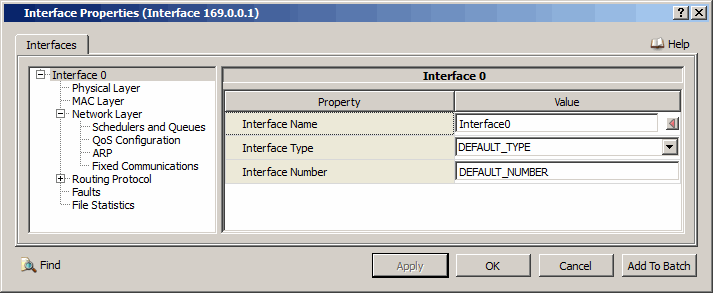 Interface Properties (Interface 169.0.0.1)
Interfaces
Help
Interface 0
Physical Layer
MAC Layer
Network Layer
Schedulers and Queues
QoS Configuration
ARP
Fixed Communications
Routing Protocol
Faults
File Statistics
Interface 0
Property Value
Interface Name Interface0
Interface Type DEFAULT_TYPE
Interface Number DEFAULT_NUMBER
Find
Apply OK Cancel Add To Batch